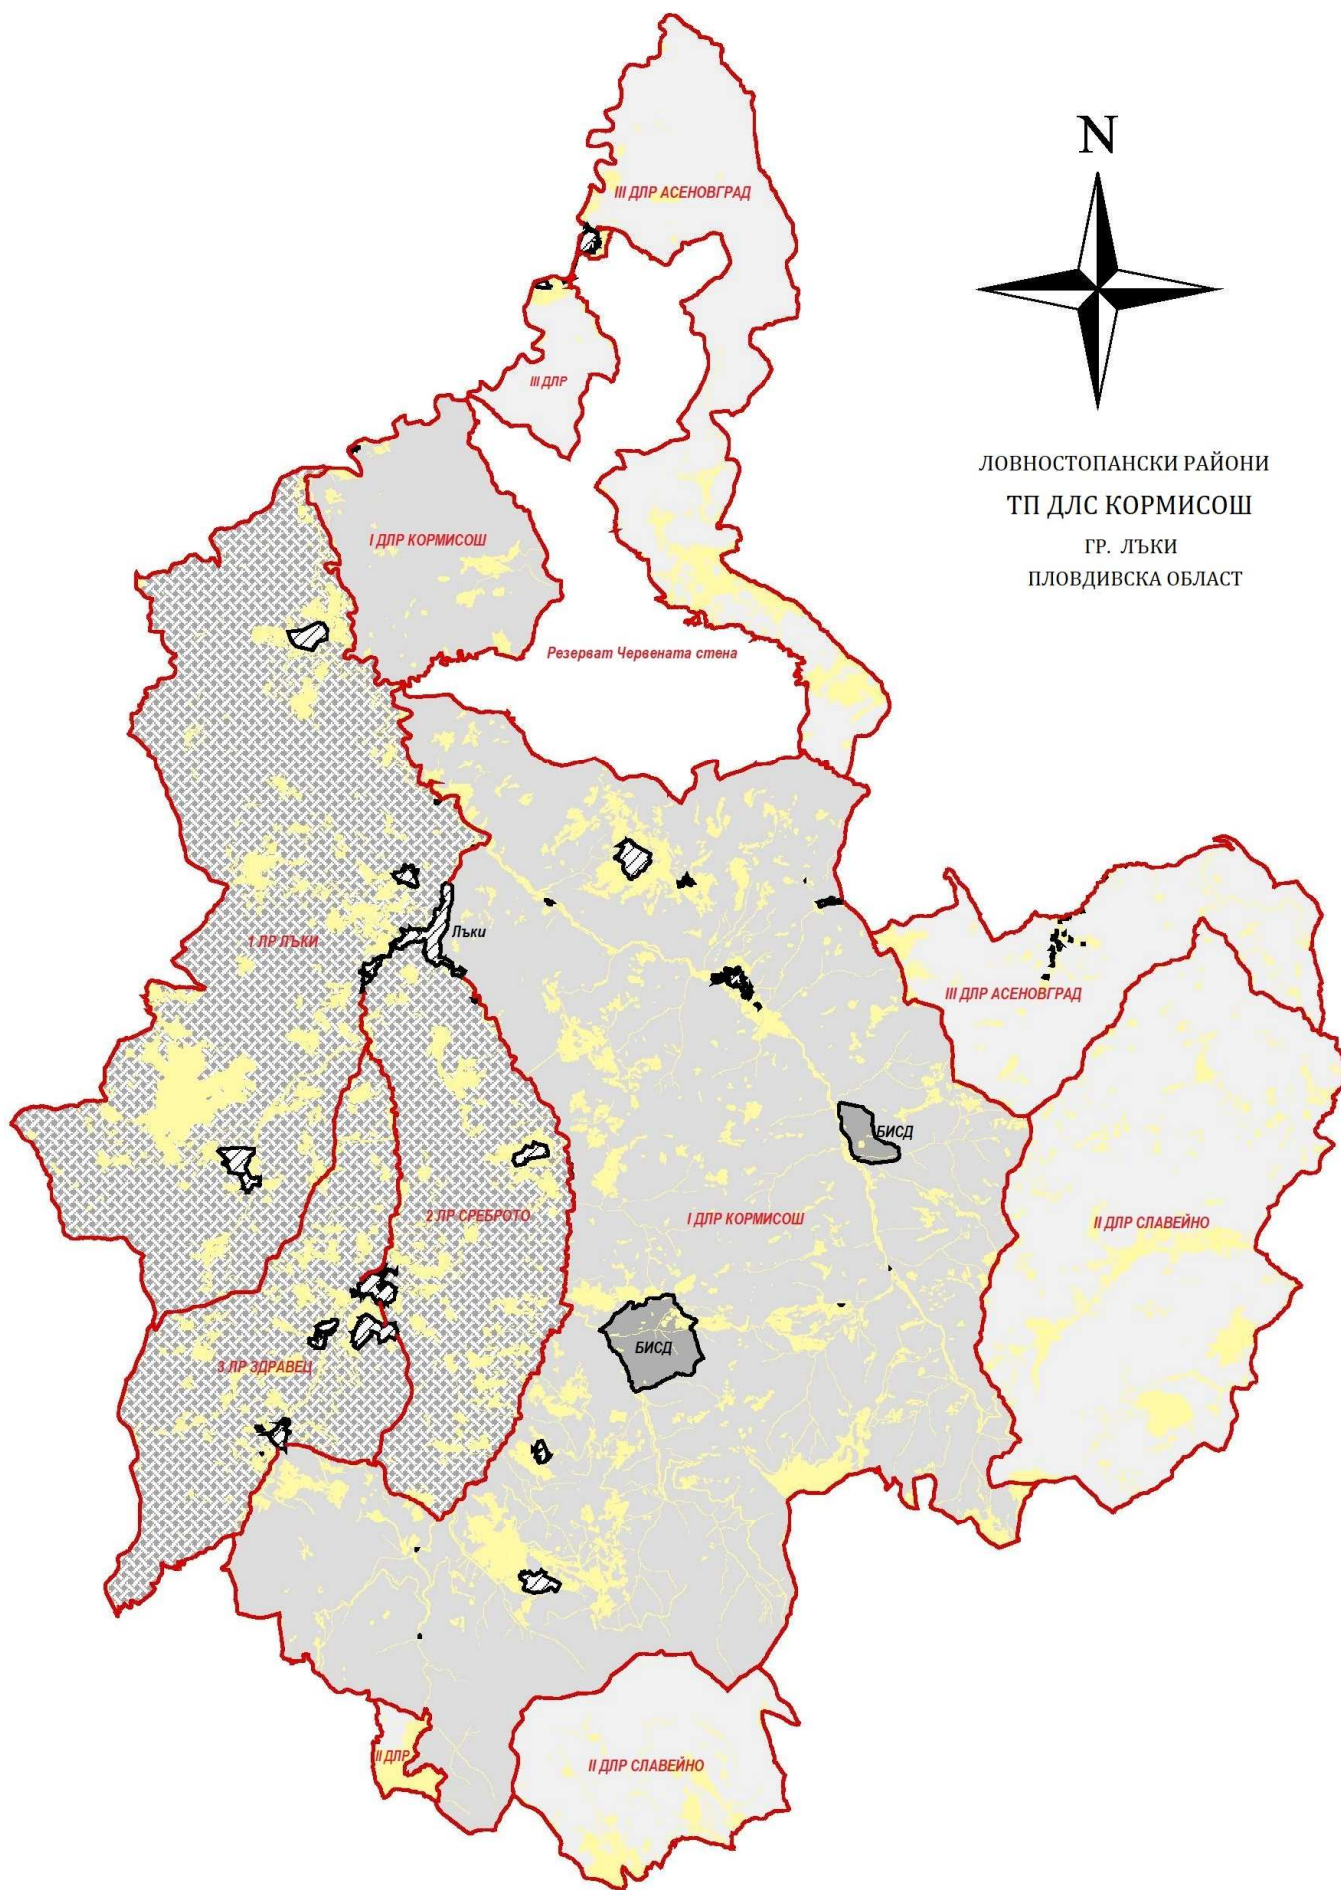 N
III ДЛР АСЕНОВГРАД
III ДЛР
ЛОВНОСТОПАНСКИ РАЙОНИ
ТП ДЛС КОРМИСОШ
ГР. ЛЪКИ
ПЛОВДИВСКА ОБЛАСТ
I ДЛР КОРМИСОШ
Резерват Червената стена
1 ЛР ЛЪКИ
Лъки
III ДЛР АСЕНОВГРАД
БИСД
2 ЛР СРЕБРОТО
I ДЛР КОРМИСОШ
II ДЛР СЛАВЕЙНО
БИСД
3 ЛР ЗДРАВЕЦ
II ДЛР
II ДЛР СЛАВЕЙНО